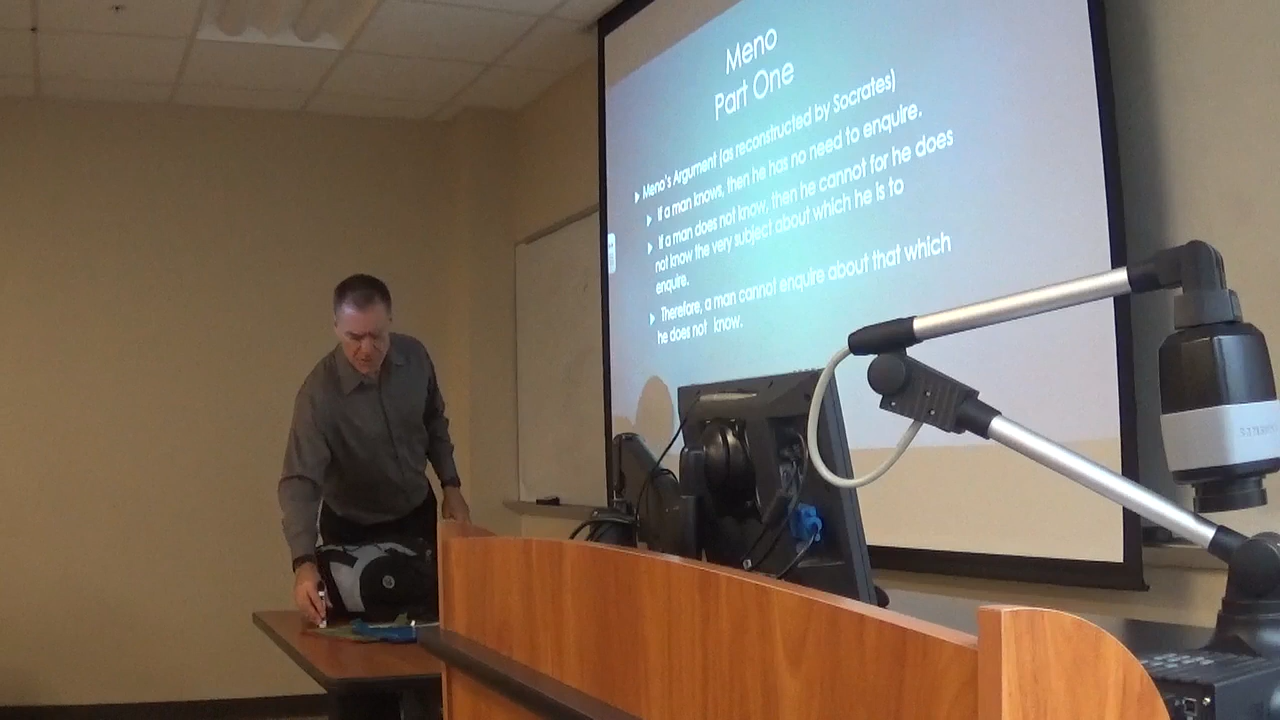 Meno
Part One
Meno's Argument (as reconstructed by Socrates)
If a man knows, then he has no need to enquire.
If a man does not know, then he cannot for he does
not know the very subject about which he is to
enquire.
Therefore, a man cannot enquire about that which
he does not know.